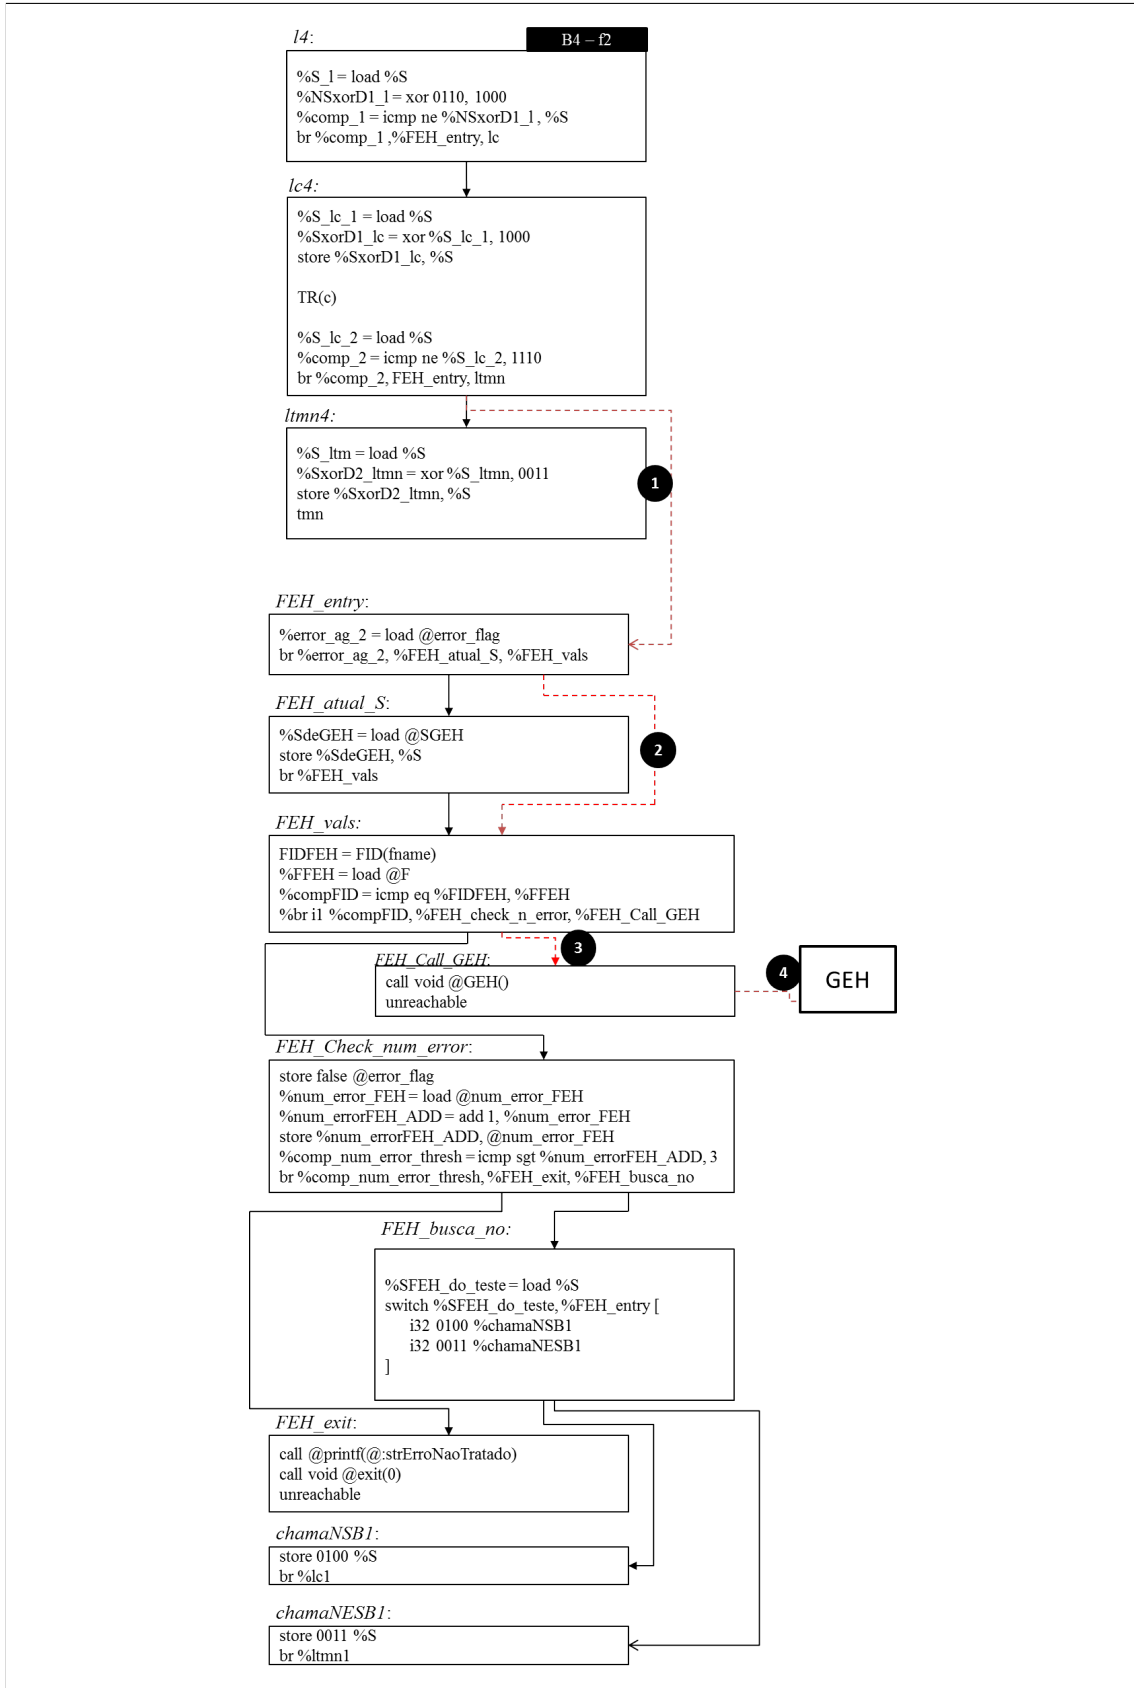 l4:
B4 – f2
%S_l = load %S
%NSxorD1_l = xor 0110, 1000
%comp_1 = icmp ne %NSxorD1_l , %S
br %comp_1 ,%FEH_entry, lc
lc4:
%S_lc_1 = load %S
%SxorD1_lc = xor %S_lc_1, 1000
store %SxorD1_lc, %S
TR(c)
%S_lc_2 = load %S
%comp_2 = icmp ne %S_lc_2, 1110
br %comp_2, FEH_entry, ltmn
ltmn4:
%S_ltm = load %S
%SxorD2_ltmn = xor %S_ltmn, 0011
store %SxorD2_ltmn, %S
tmn
1
FEH_entry:
%error_ag_2 = load @error_flag
br %error_ag_2, %FEH_atual_S, %FEH_vals
FEH_atual_S:
%SdeGEH = load @SGEH
store %SdeGEH, %S
br %FEH_vals
2
FEH_vals:
FIDFEH = FID(fname)
%FFEH = load @F
%compFID = icmp eq %FIDFEH, %FFEH
%br i1 %compFID, %FEH_check_n_error, %FEH_Call_GEH
3
FEH_Call_GEH:
call void @GEH()
unreachable
4
GEH
FEH_Check_num_error:
store false @error_flag
%num_error_FEH = load @num_error_FEH
%num_errorFEH_ADD = add 1, %num_error_FEH
store %num_errorFEH_ADD, @num_error_FEH
%comp_num_error_thresh = icmp sgt %num_errorFEH_ADD, 3
br %comp_num_error_thresh, %FEH_exit, %FEH_busca_no
FEH_busca_no:
%SFEH_do_teste = load %S
switch %SFEH_do_teste, %FEH_entry [
i32 0100 %chamaNSB1
i32 0011 %chamaNESB1
]
FEH_exit:
call @printf(@:strErroNaoTratado)
call void @exit(0)
unreachable
chamaNSB1:
store 0100 %S
br %lc1
chamaNESB1:
store 0011 %S
br %ltmn1